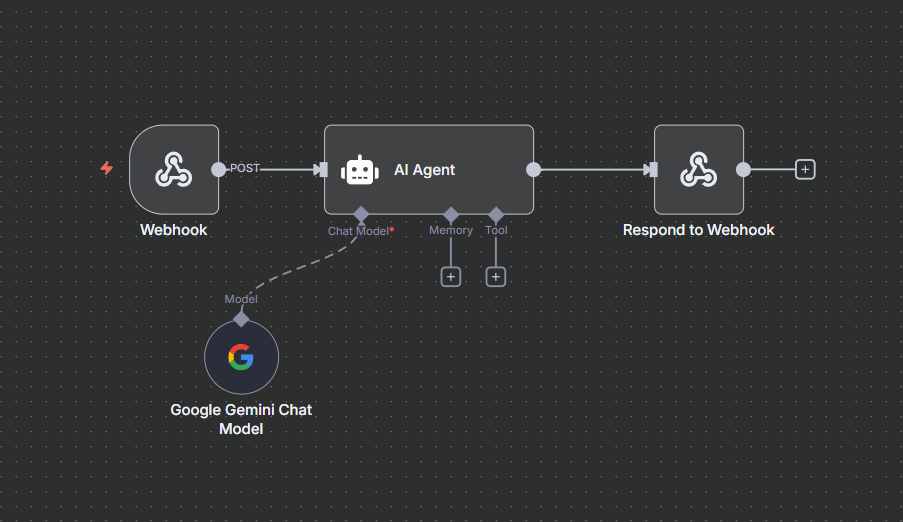 POST
AI Agent
Webhook
Chat Model*
Memory
Tool
Respond to Webhook
Model
Google Gemini Chat
Model